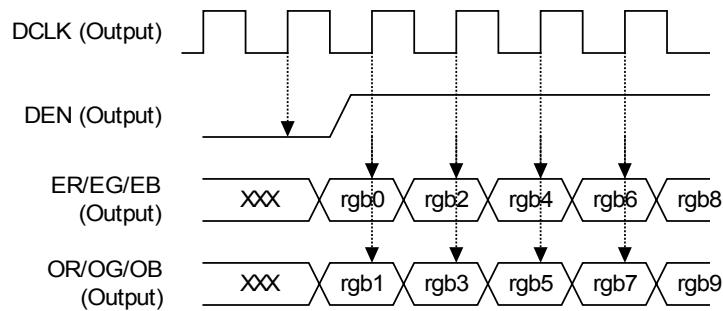 DCLK (Output)
DEN (Output)
ER/EG/EB
(Output)
XXX rgb0 rgb2 rgb4 rgb6 rgb8
OR/OG/OB
(Output)
XXX rgb1 rgb3 rgb5 rgb7 rgb9